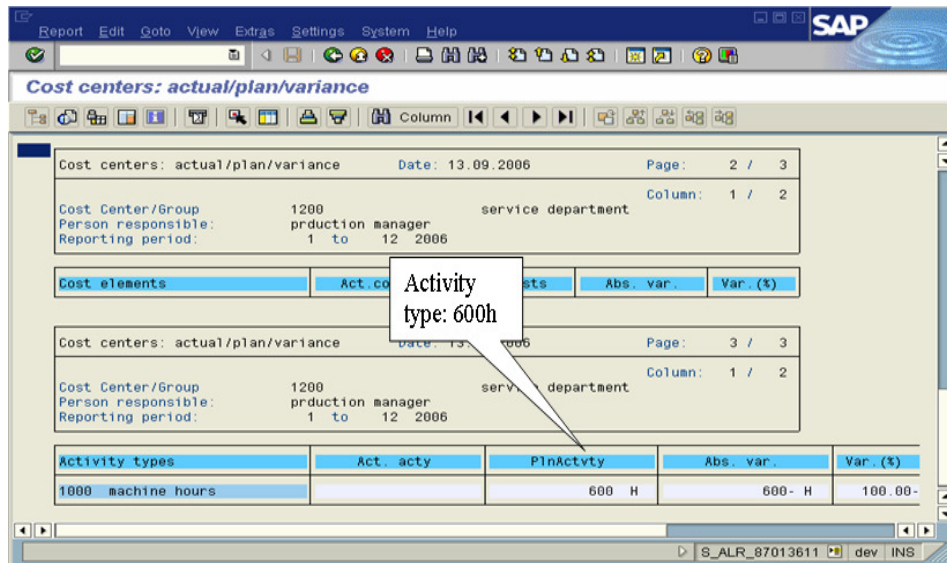 Report Edit Goto View Extras Settings System Help
SAP
Cost centers: actual/plan/variance
Column
Cost centers: actual/plan/variance Date: 13.09.2006 Page: 2 / 3
Column: 1 / 2
Cost Center/Group 1200 service department
Person responsible: prduction manager
Reporting period: 1 to 12 2006
Cost elements Act.co sts Abs. var. Var.(%)
Activity
type: 600h
Cost centers: actual/plan/variance Date: 13. 006 Page: 3 / 3
Column: 1 / 2
Cost Center/Group 1200 service department
Person responsible: prduction manager
Reporting period: 1 to 12 2006
Activity types Act. acty PlnActvty Abs. var. Var.(%)
1000 machine hours 600 H 600- H 100.00-
S_ALR_87013611 dev INS